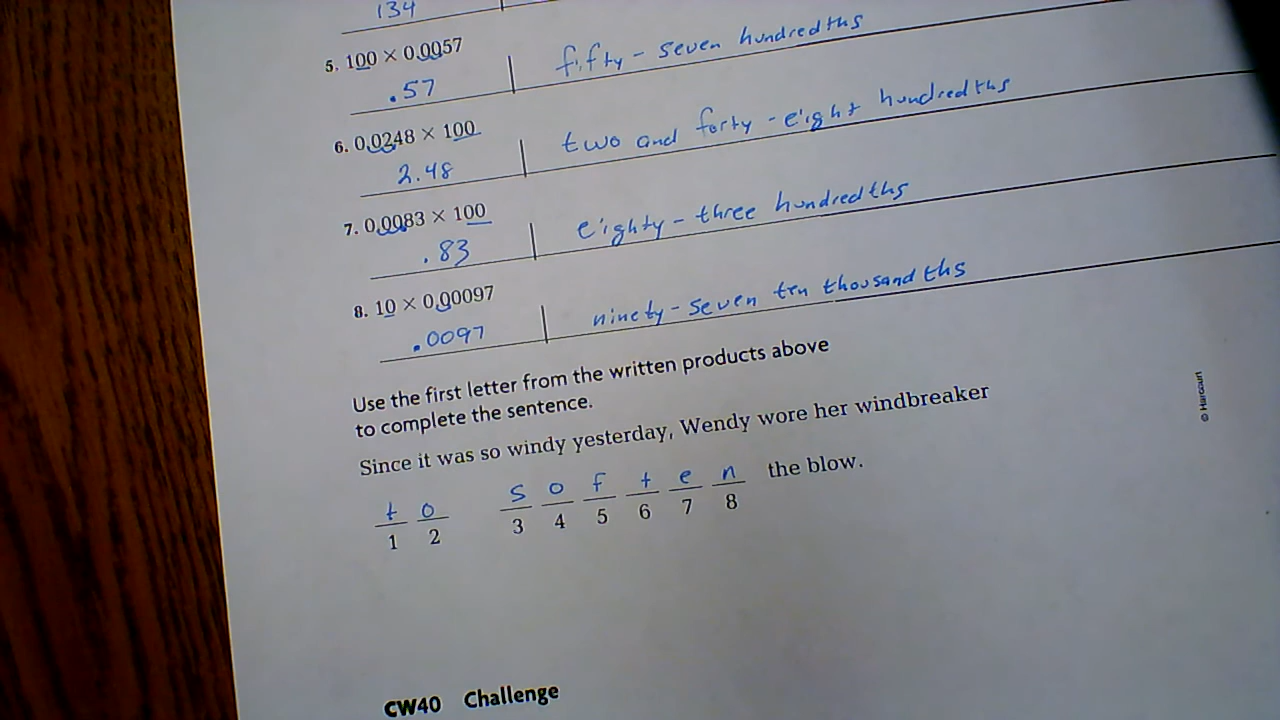 134
5. 100 × 0.0057
.57 | fifty-seven hundredths
6. 0.0248 × 100
2.48 | two and forty-eight hundredths
7. 0.0083 × 100
.83 | eighty-three hundredths
8. 10 × 0.00097
.0097 | ninety-seven ten thousandths
Use the first letter from the written products above
to complete the sentence.
Since it was so windy yesterday, Wendy wore her windbreaker
t o s o f t e n the blow.
1 2 3 4 5 6 7 8
© Harcourt
CW40 Challenge